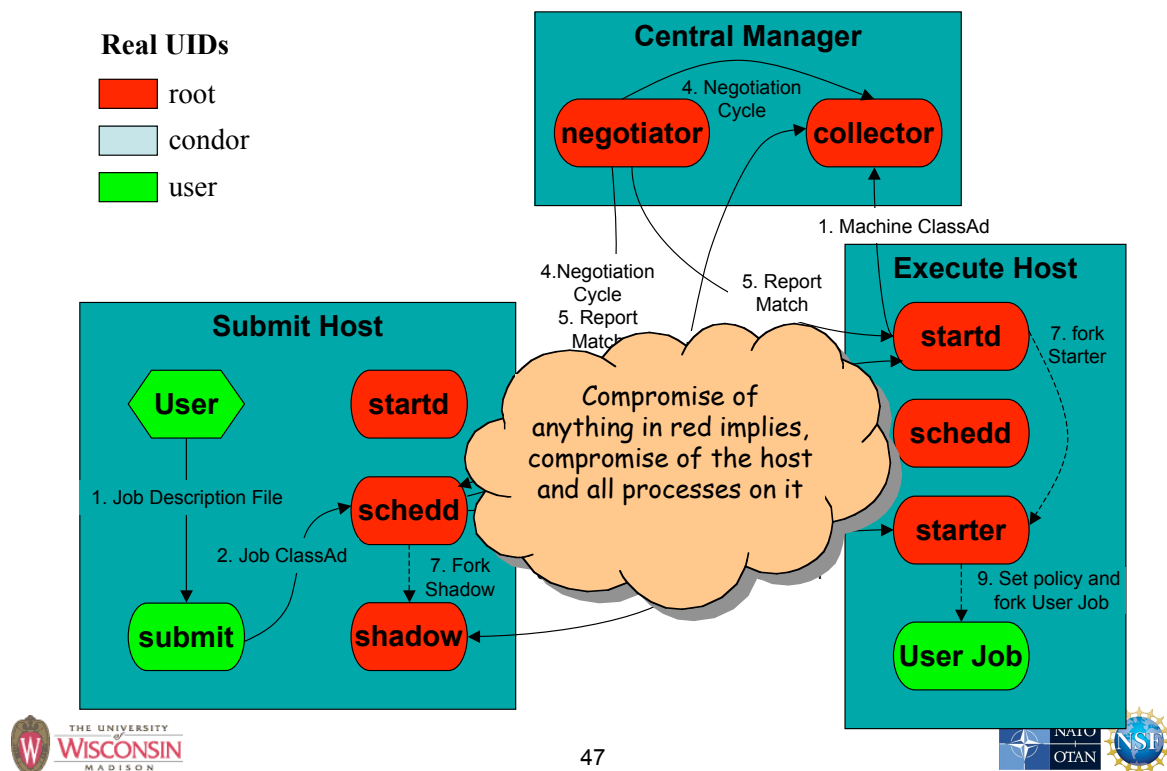 Real UIDs
root
condor
user
Central Manager
4. Negotiation
Cycle
negotiator
collector
1. Machine ClassAd
Execute Host
4.Negotiation
Cycle
5. Report
Match
5. Report
Match
Submit Host
startd
7. fork
Starter
User
startd
Compromise of
anything in red implies,
compromise of the host
and all processes on it
schedd
1. Job Description File
schedd
starter
2. Job ClassAd
7. Fork
Shadow
9. Set policy and
fork User Job
submit
shadow
User Job
THE UNIVERSITY
of
WISCONSIN
MADISON
47
NATO
OTAN
NSF